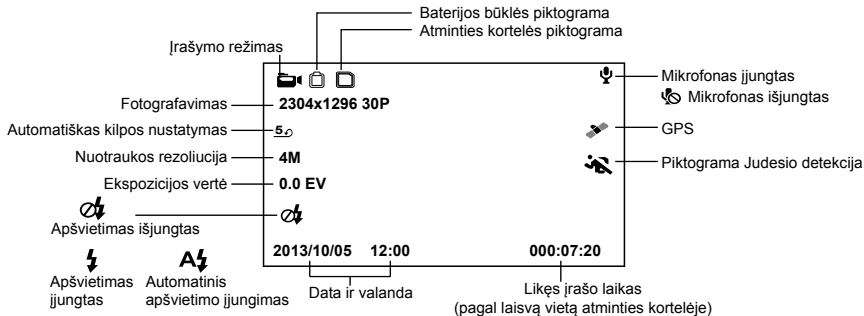 Baterijos būklės piktograma
Atminties kortelės piktograma
Įrašymo režimas
Mikrofonas įjungtas
Mikrofonas išjungtas
Fotografavimas
2304x1296 30P
Automatiškas kilpos nustatymas
5
GPS
Nuotraukos rezoliucija
4M
Piktograma Judesio detekcija
Ekspozicijos vertė
0.0 EV
Apšvietimas išjungtas
2013/10/05 12:00
000:07:20
A
Apšvietimas
įjungtas
Automatinis
apšvietimo įjungimas
Data ir valanda
Likęs įrašo laikas
(pagal laisvą vietą atminties kortelėje)